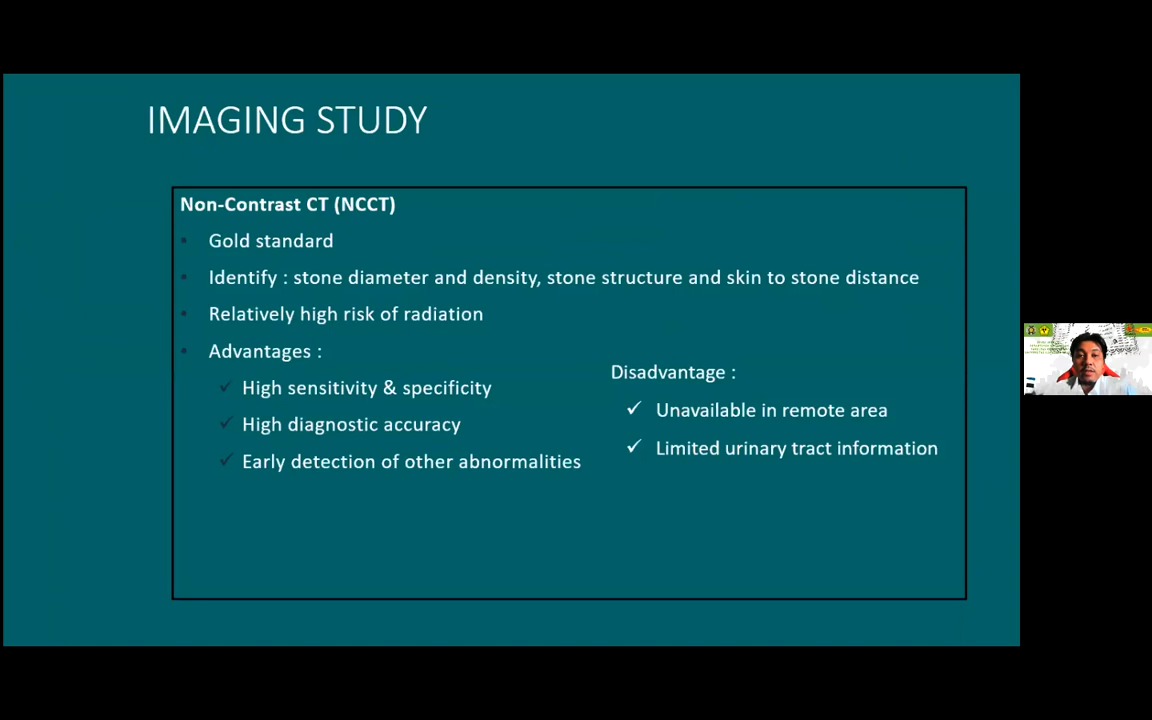 IMAGING STUDY
Non-Contrast CT (NCCT)
Gold standard
Identify : stone diameter and density, stone structure and skin to stone distance
Relatively high risk of radiation
Advantages :
High sensitivity & specificity
High diagnostic accuracy
Early detection of other abnormalities
Disadvantage :
Unavailable in remote area
Limited urinary tract information